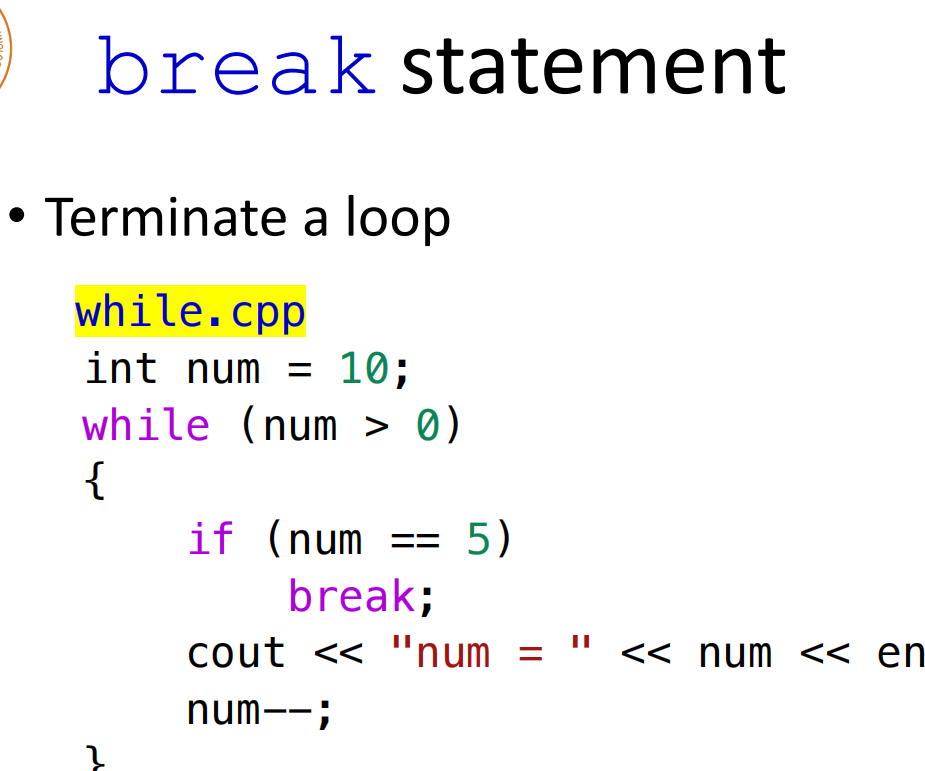 break statement
• Terminate a loop
while.cpp
int num = 10;
while (num > 0)
{
if (num == 5)
break;
cout << "num = " << num << en
num--;
}